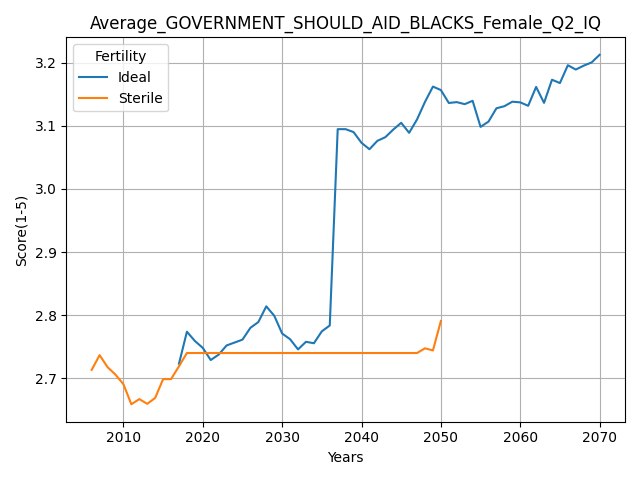 Average_GOVERNMENT_SHOULD_AID_BLACKS_Female_Q2_IQ
Fertility
Ideal
Sterile
Score(1-5)
3.2
3.1
3.0
2.9
2.8
2.7
2010 2020 2030 2040 2050 2060 2070
Years